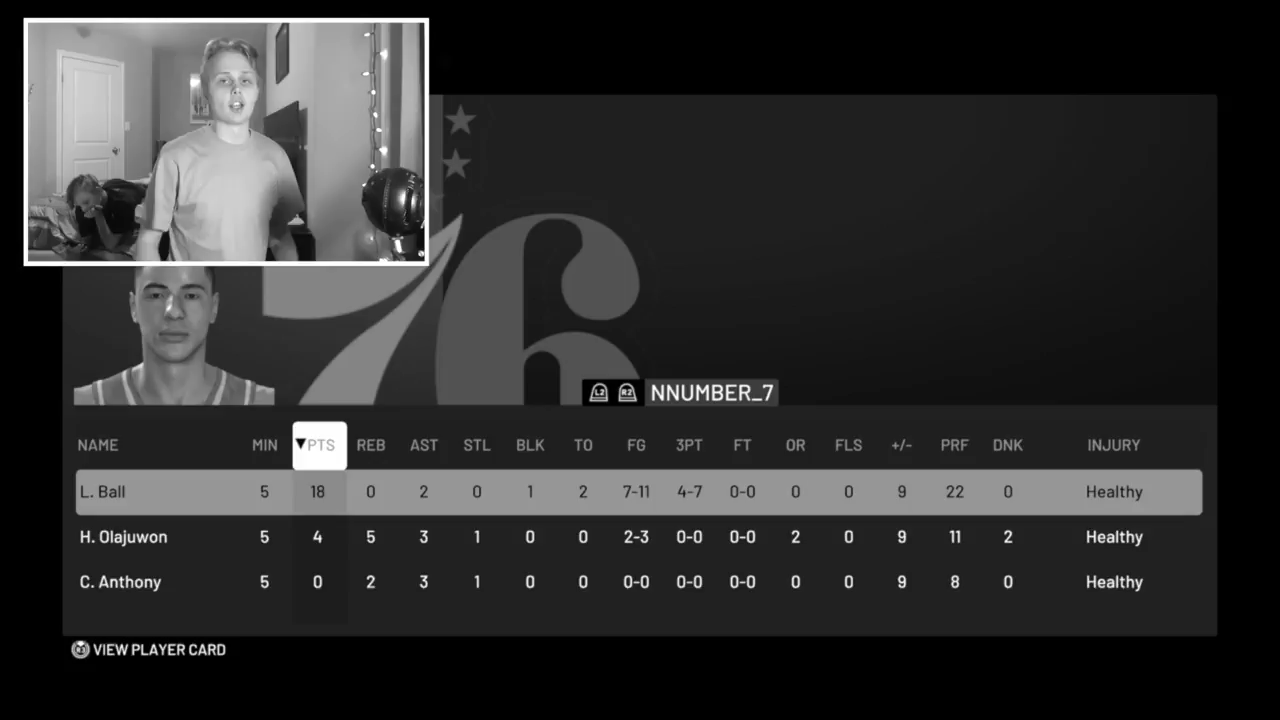 76
L2 R2 NNUMBER_7
NAME MIN PTS REB AST STL BLK TO FG 3PT FT OR FLS +/- PRF DNK INJURY
L. Ball 5 18 0 2 0 1 2 7-11 4-7 0-0 0 0 9 22 0 Healthy
H. Olajuwon 5 4 5 3 1 0 0 2-3 0-0 0-0 2 0 9 11 2 Healthy
C. Anthony 5 0 2 3 1 0 0 0-0 0-0 0-0 0 0 9 8 0 Healthy
R3 VIEW PLAYER CARD